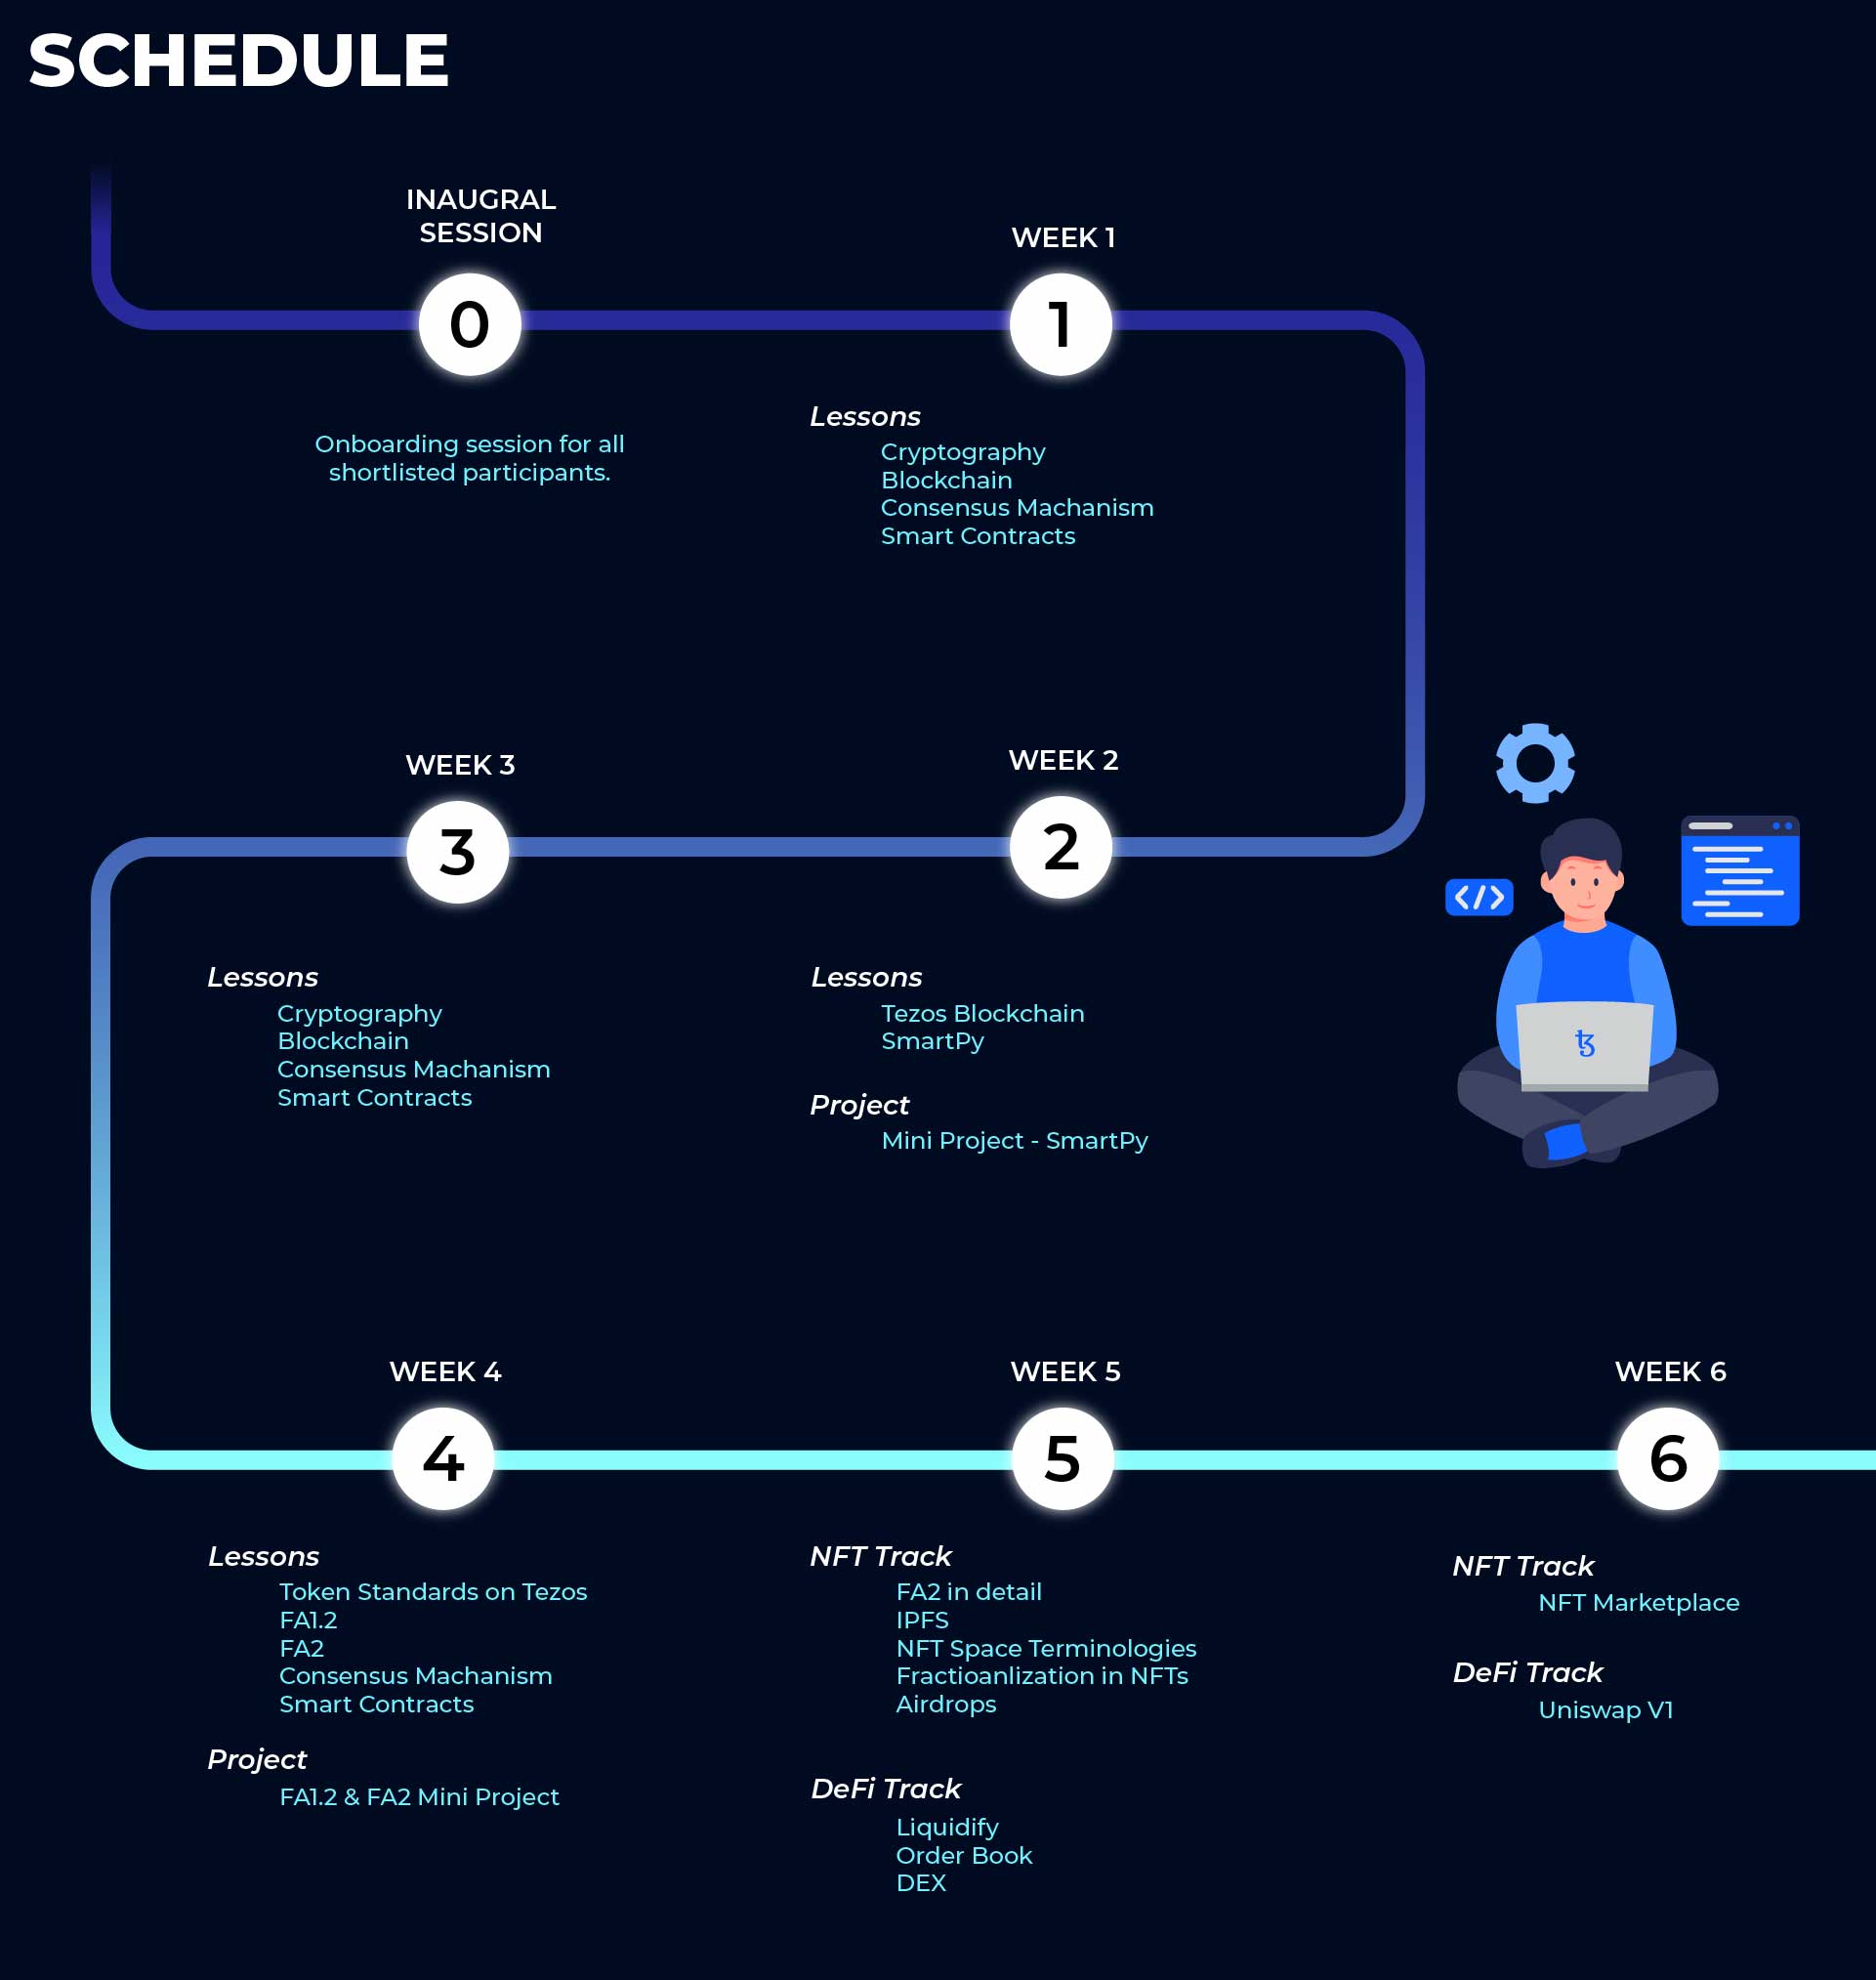 SCHEDULE
INAUGRAL
SESSION
0
Onboarding session for all
shortlisted participants.
WEEK 1
1
Lessons
Cryptography
Blockchain
Consensus Machanism
Smart Contracts
WEEK 2
2
Lessons
Tezos Blockchain
SmartPy
Project
Mini Project - SmartPy
WEEK 3
3
Lessons
Cryptography
Blockchain
Consensus Machanism
Smart Contracts
</>
WEEK 4
4
Lessons
Token Standards on Tezos
FA1.2
FA2
Consensus Machanism
Smart Contracts
Project
FA1.2 & FA2 Mini Project
WEEK 5
5
NFT Track
FA2 in detail
IPFS
NFT Space Terminologies
Fractioanlization in NFTs
Airdrops
DeFi Track
Liquidify
Order Book
DEX
WEEK 6
6
NFT Track
NFT Marketplace
DeFi Track
Uniswap V1